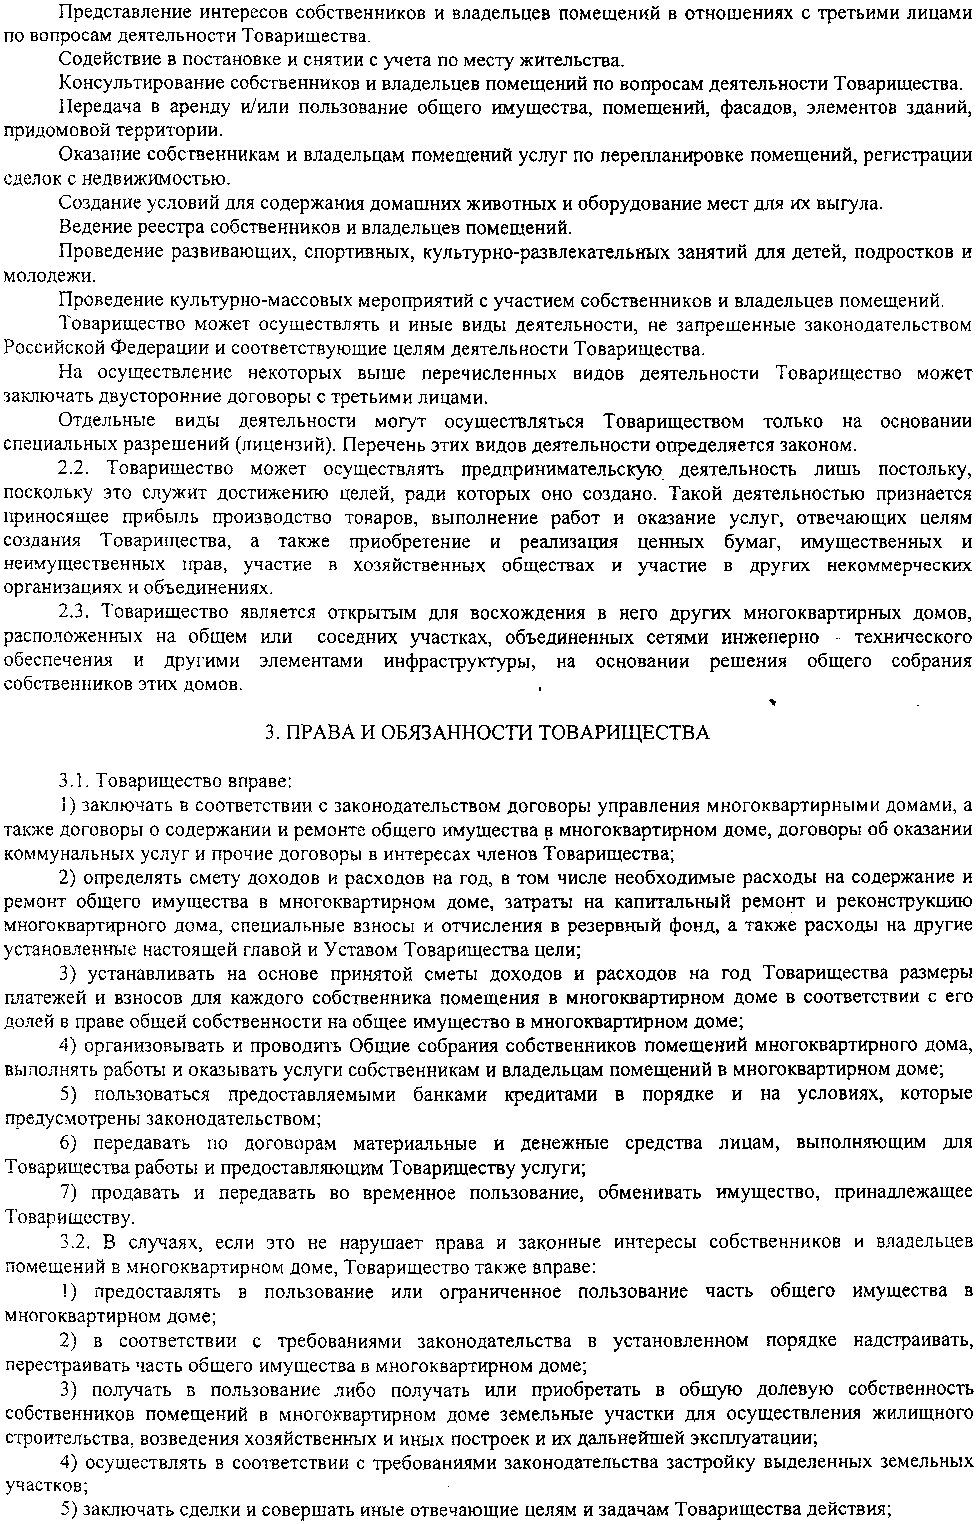 Представление интересов собственников и владельцев помещений в отношениях с третьими лицами
по вопросам деятельности Товарищества.
Содействие в постановке и снятии с учета по месту жительства.
Консультирование собственников и владельцев помещений по вопросам деятельности Товарищества.
Передача в аренду и/или пользование общего имущества, помещений, фасадов, элементов зданий,
придомовой территории.
Оказание собственникам и владельцам помещений услуг по перепланировке помещений, регистрации
сделок с недвижимостью.
Создание условий для содержания домашних животных и оборудование мест для их выгула.
Ведение реестра собственников и владельцев помещений.
Проведение развивающих, спортивных, культурно-развлекательных занятий для детей, подростков и
молодежи.
Проведение культурно-массовых мероприятий с участием собственников и владельцев помещений.
Товарищество может осуществлять и иные виды деятельности, не запрещенные законодательством
Российской Федерации и соответствующие целям деятельности Товарищества.
На осуществление некоторых выше перечисленных видов деятельности Товарищество может
заключать двусторонние договоры с третьими лицами.
Отдельные виды деятельности могут осуществляться Товариществом только на основании
специальных разрешений (лицензий). Перечень этих видов деятельности определяется законом.
2.2. Товарищество может осуществлять предпринимательскую деятельность лишь постольку,
поскольку это служит достижению целей, ради которых оно создано. Такой деятельностью признается
приносящее прибыль производство товаров, выполнение работ и оказание услуг, отвечающих целям
создания Товарищества, а также приобретение и реализация ценных бумаг, имущественных и
неимущественных прав, участие в хозяйственных обществах и участие в других некоммерческих
организациях и объединениях.
2.3. Товарищество является открытым для восхождения в него других многоквартирных домов,
расположенных на общем или соседних участках, объединенных сетями инженерно - технического
обеспечения и другими элементами инфраструктуры, на основании решения общего собрания
собственников этих домов.
3. ПРАВА И ОБЯЗАННОСТИ ТОВАРИЩЕСТВА
3.1. Товарищество вправе:
1) заключать в соответствии с законодательством договоры управления многоквартирными домами, а
также договоры о содержании и ремонте общего имущества в многоквартирном доме, договоры об оказании
коммунальных услуг и прочие договоры в интересах членов Товарищества;
2) определять смету доходов и расходов на год, в том числе необходимые расходы на содержание и
ремонт общего имущества в многоквартирном доме, затраты на капитальный ремонт и реконструкцию
многоквартирного дома, специальные взносы и отчисления в резервный фонд, а также расходы на другие
установленные настоящей главой и Уставом Товарищества цели;
3) устанавливать на основе принятой сметы доходов и расходов на год Товарищества размеры
платежей и взносов для каждого собственника помещения в многоквартирном доме в соответствии с его
долей в праве общей собственности на общее имущество в многоквартирном доме;
4) организовывать и проводить Общие собрания собственников помещений многоквартирного дома,
выполнять работы и оказывать услуги собственникам и владельцам помещений в многоквартирном доме;
5) пользоваться предоставляемыми банками кредитами в порядке и на условиях, которые
предусмотрены законодательством;
6) передавать по договорам материальные и денежные средства лицам, выполняющим для
Товарищества работы и предоставляющим Товариществу услуги;
7) продавать и передавать во временное пользование, обменивать имущество, принадлежащее
Товариществу.
3.2. В случаях, если это не нарушает права и законные интересы собственников и владельцев
помещений в многоквартирном доме, Товарищество также вправе:
1) предоставлять в пользование или ограниченное пользование часть общего имущества в
многоквартирном доме;
2) в соответствии с требованиями законодательства в установленном порядке надстраивать,
перестраивать часть общего имущества в многоквартирном доме;
3) получать в пользование либо получать или приобретать в общую долевую собственность
собственников помещений в многоквартирном доме земельные участки для осуществления жилищного
строительства, возведения хозяйственных и иных построек и их дальнейшей эксплуатации;
4) осуществлять в соответствии с требованиями законодательства застройку выделенных земельных
участков;
5) заключать сделки и совершать иные отвечающие целям и задачам Товарищества действия;